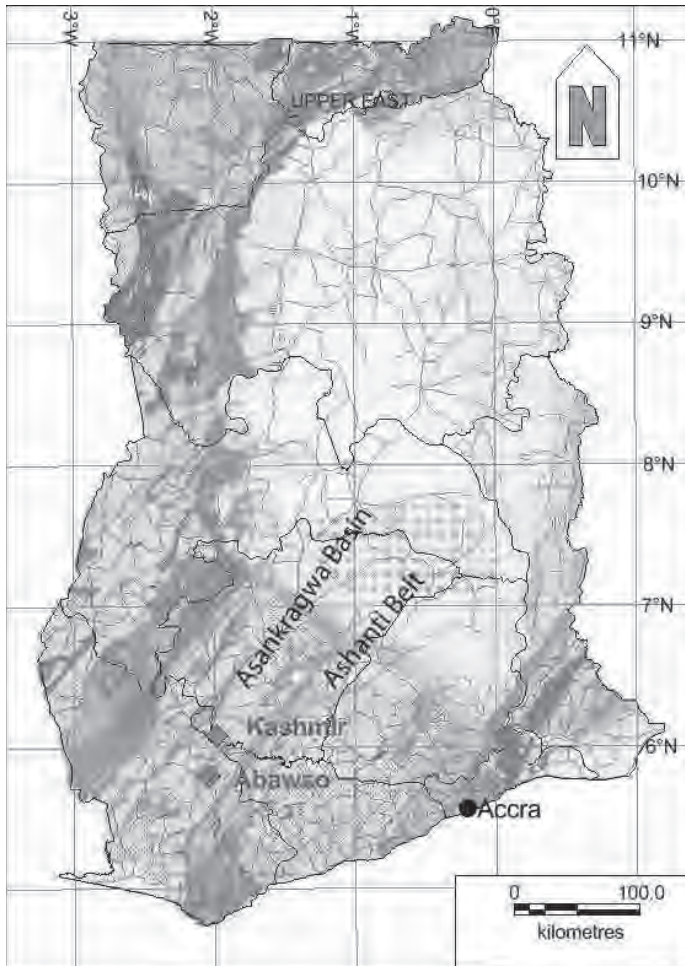 3°W
2°W
1°W
0°W
11°N
UPPER EAST
N
10°N
9°N
8°N
Asankragwa Basin
Ashanti Belt
7°N
Kashmir
Abawso
6°N
Accra
0
100.0
kilometres